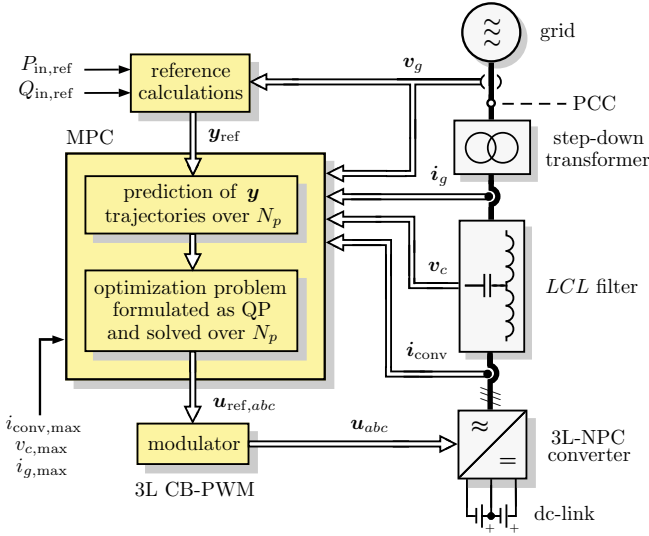 grid
P_in,ref
Q_in,ref
reference
calculations
v_g
PCC
MPC
y_ref
step-down
transformer
i_g
prediction of y
trajectories over N_p
v_c
LCL filter
optimization problem
formulated as QP
and solved over N_p
i_conv
u_ref,abc
i_conv,max
v_c,max
i_g,max
modulator
u_abc
≈
=
3L-NPC
converter
3L CB-PWM
dc-link
+ +